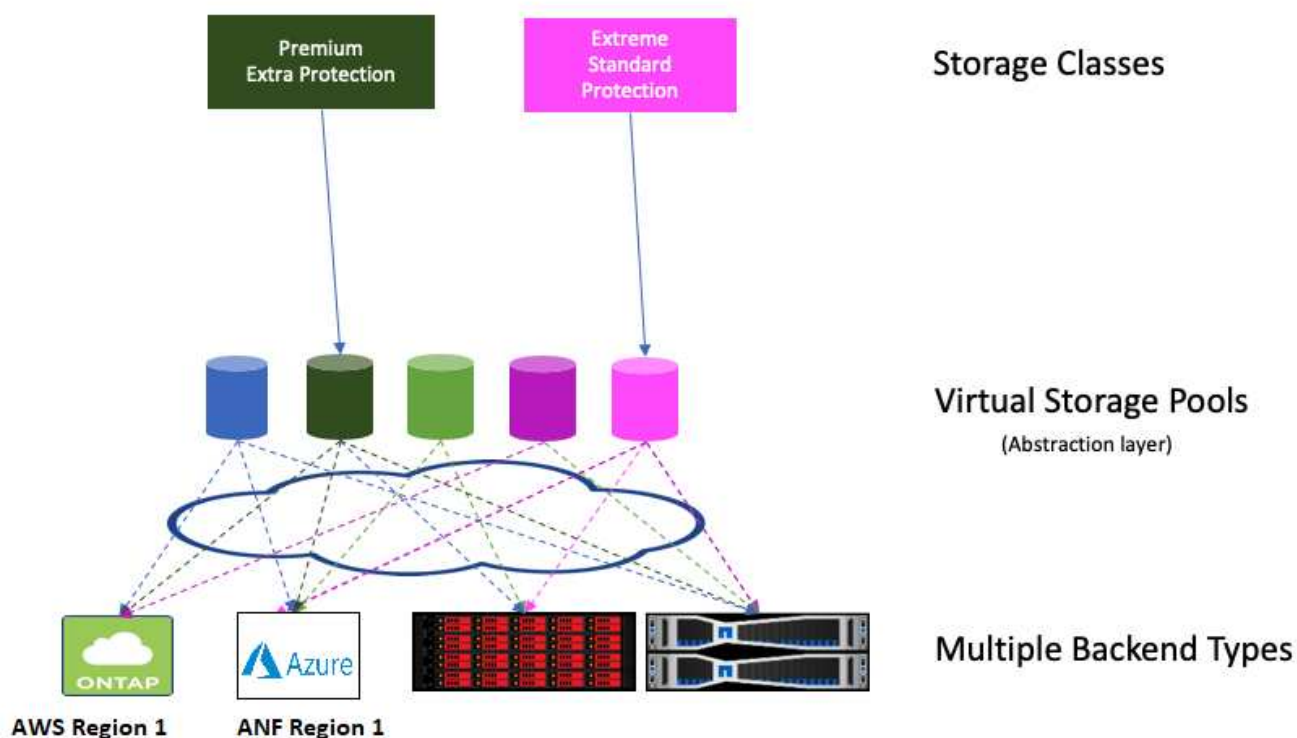 Premium
Extra Protection
Extreme
Standard
Protection
Storage Classes
Virtual Storage Pools
(Abstraction layer)
ONTAP
Azure
Multiple Backend Types
AWS Region 1
ANF Region 1